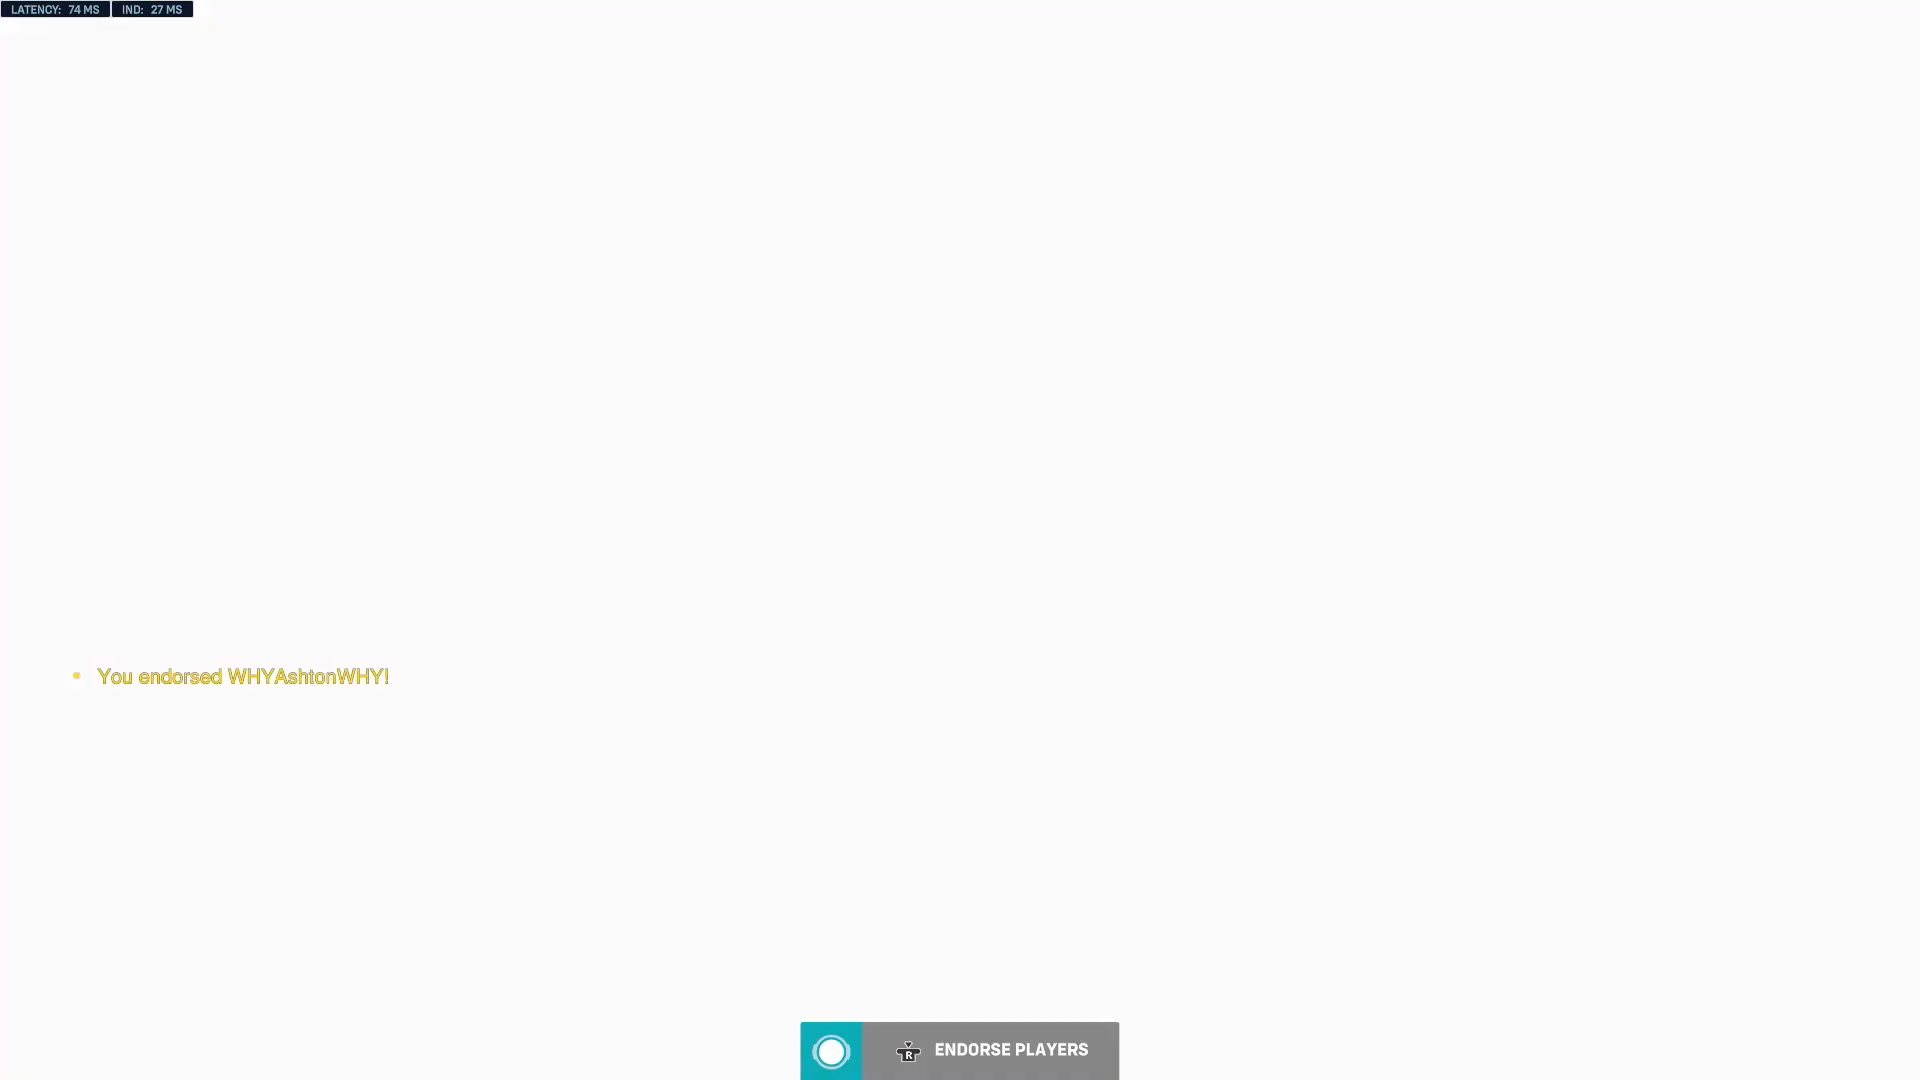 LATENCY: 74 MS IND: 27 MS
• You endorsed WHYAshtonWHY!
R ENDORSE PLAYERS